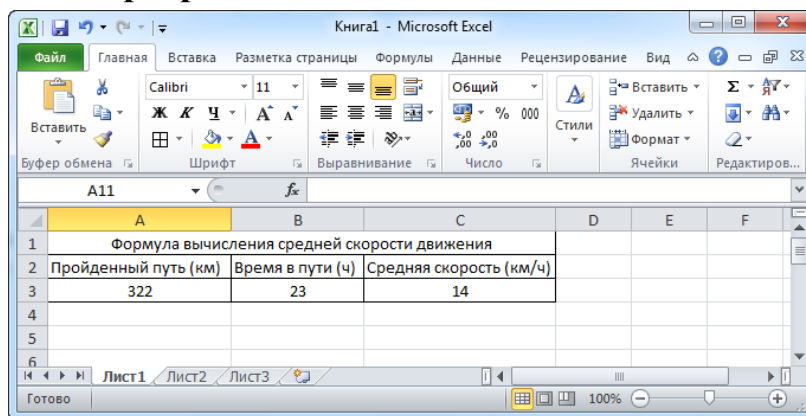 Книга1 - Microsoft Excel
Файл Главная Вставка Разметка страницы Формулы Данные Рецензирование Вид
Calibri 11 Общий Вставить Σ
Ж К Ч А А % 000 Удалить
Вставить Стили Формат
Буфер обмена Шрифт Выравнивание Число Ячейки Редактиров...
A11 fx
A B C D E F
1 Формула вычисления средней скорости движения
2 Пройденный путь (км) Время в пути (ч) Средняя скорость (км/ч)
3 322 23 14
4
5
6
Лист1 Лист2 Лист3
Готово 100%